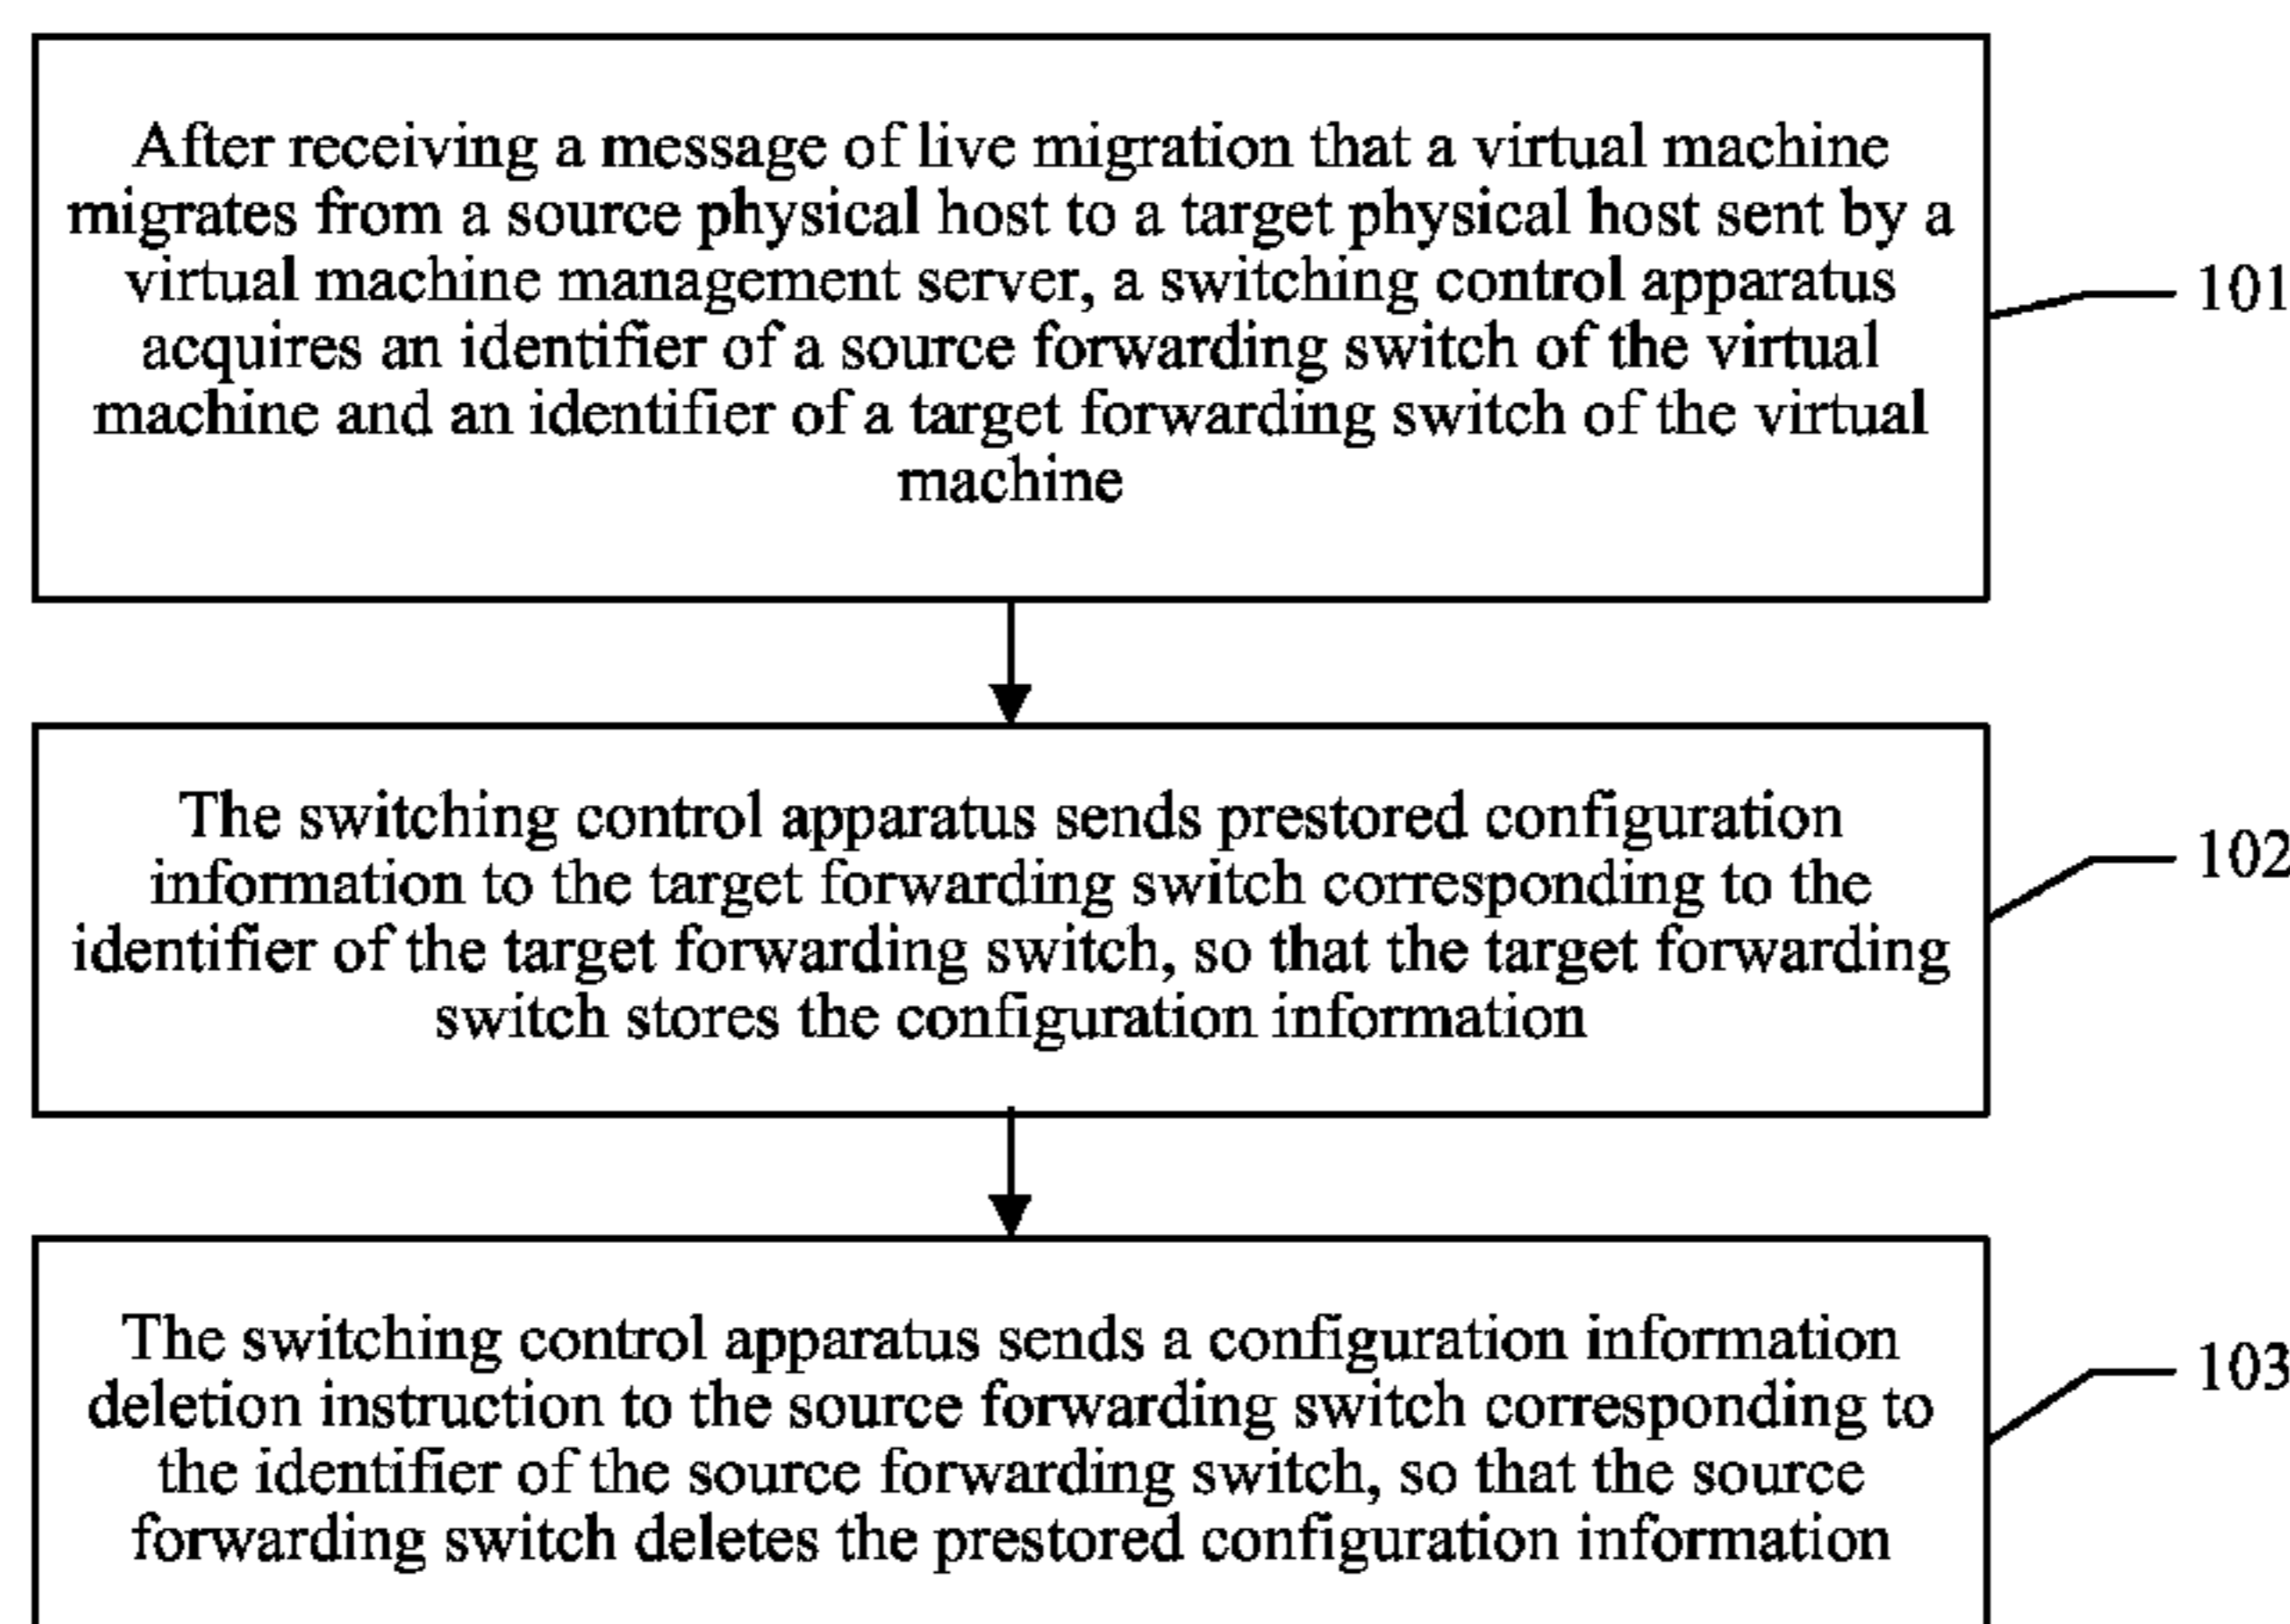 After receiving a message of live migration that a virtual machine
migrates from a source physical host to a target physical host sent by a
virtual machine management server, a switching control apparatus
acquires an identifier of a source forwarding switch of the virtual
machine and an identifier of a target forwarding switch of the virtual
machine
101
The switching control apparatus sends prestored configuration
information to the target forwarding switch corresponding to the
identifier of the target forwarding switch, so that the target forwarding
switch stores the configuration information
102
The switching control apparatus sends a configuration information
deletion instruction to the source forwarding switch corresponding to
the identifier of the source forwarding switch, so that the source
forwarding switch deletes the prestored configuration information
103